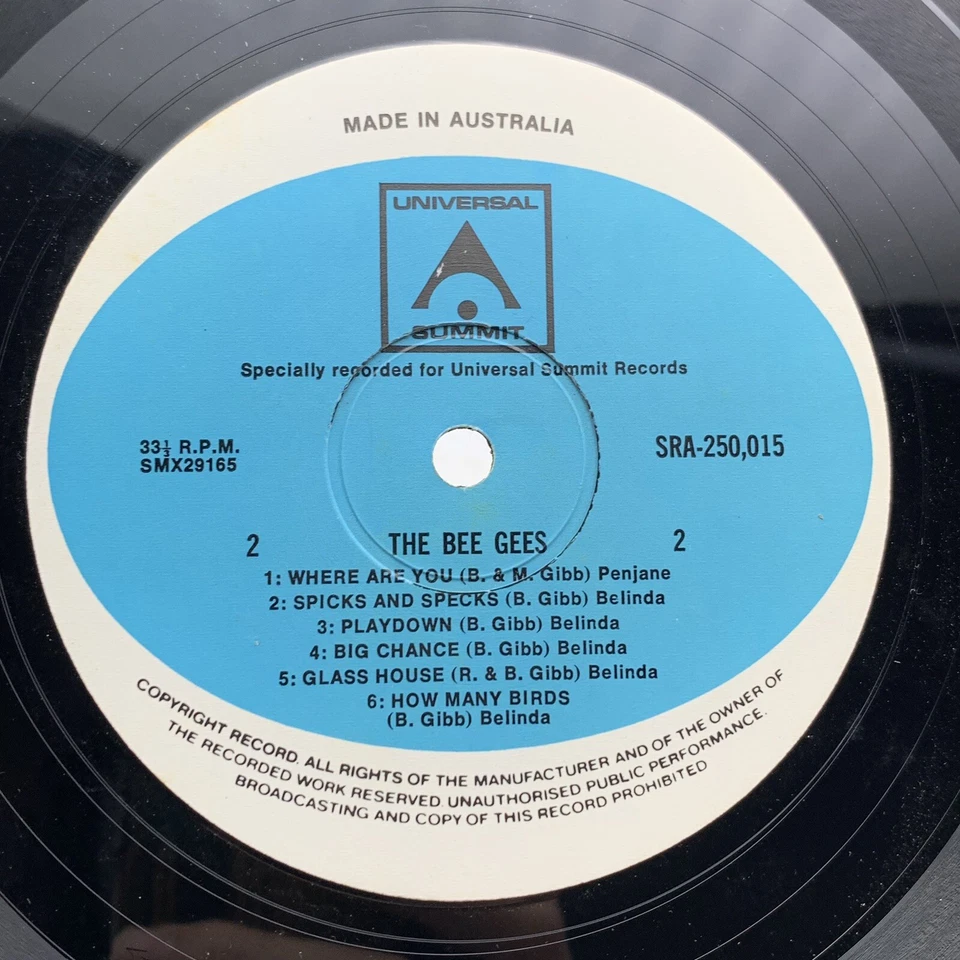 MADE IN AUSTRALIA
UNIVERSAL
SUMMIT
Specially recorded for Universal Summit Records
33⅓ R.P.M.
SMX29165
SRA-250,015
2 THE BEE GEES 2
1: WHERE ARE YOU (B. & M. Gibb) Penjane
2: SPICKS AND SPECKS (B. Gibb) Belinda
3: PLAYDOWN (B. Gibb) Belinda
4: BIG CHANCE (B. Gibb) Belinda
5: GLASS HOUSE (R. & B. Gibb) Belinda
6: HOW MANY BIRDS
(B. Gibb) Belinda
COPYRIGHT RECORD. ALL RIGHTS OF THE MANUFACTURER AND OF THE OWNER OF
THE RECORDED WORK RESERVED. UNAUTHORISED PUBLIC PERFORMANCE.
BROADCASTING AND COPY OF THIS RECORD PROHIBITED